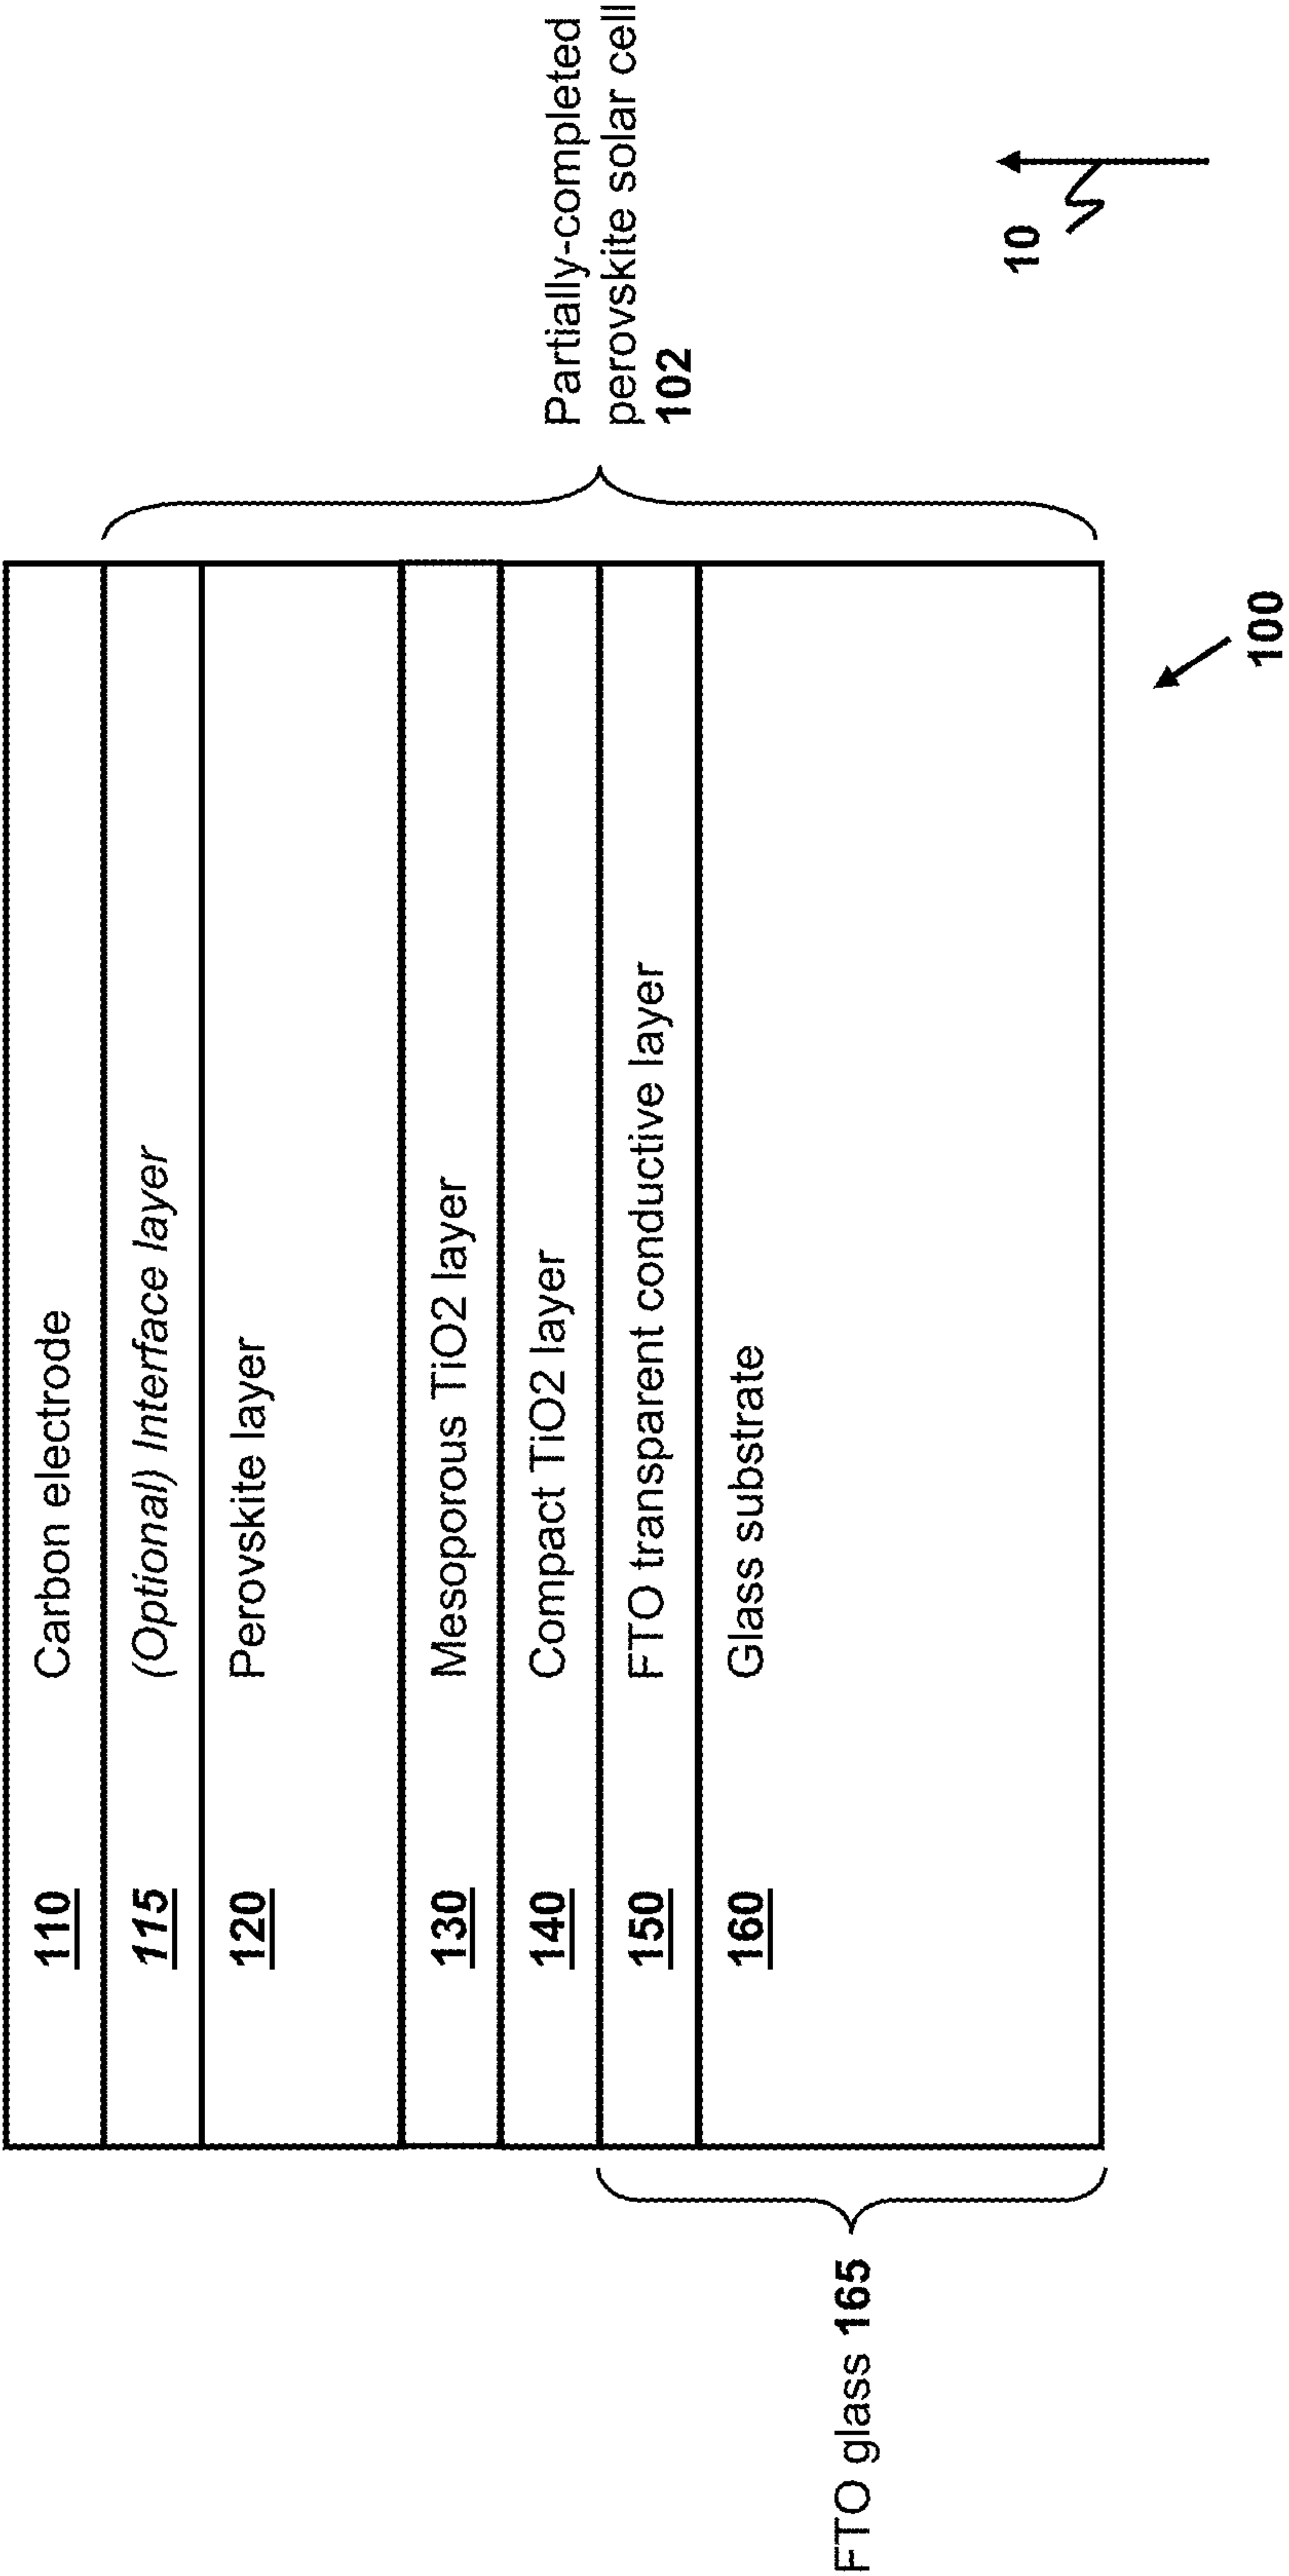 110 Carbon electrode
115 (Optional) Interface layer
120 Perovskite layer
130 Mesoporous TiO2 layer
140 Compact TiO2 layer
150 FTO transparent conductive layer
160 Glass substrate
FTO glass 165
Partially-completed
perovskite solar cell
102
10
100